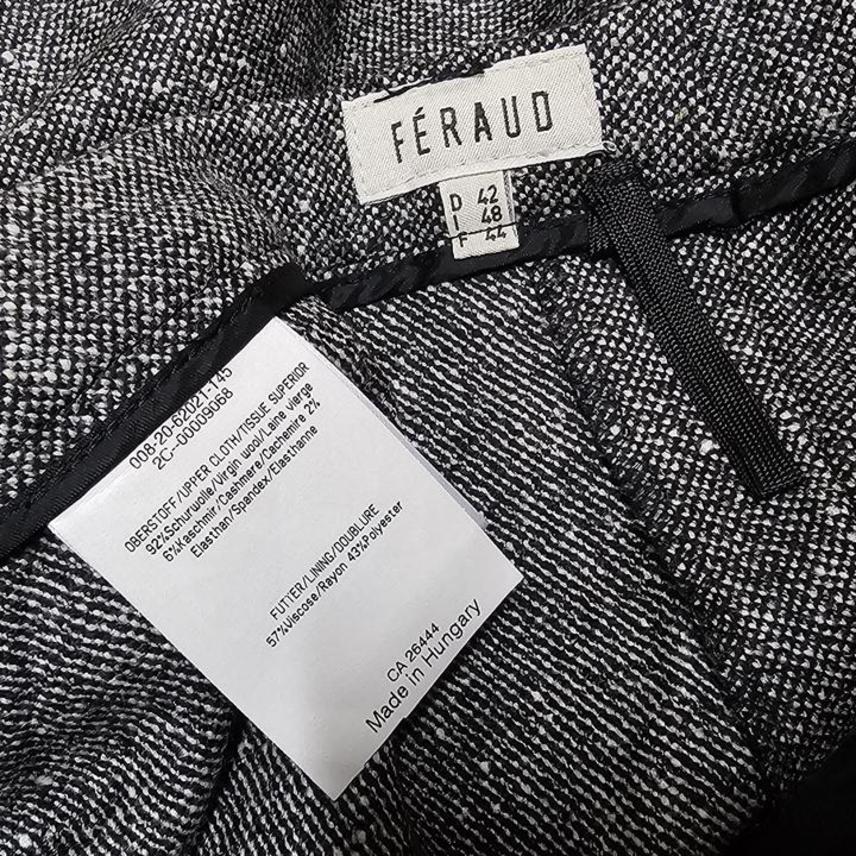 FÉRAUD
D 42
I 48
F 44
008-20-62021-145
2C-00009068
OBERSTOFF/UPPER CLOTH/TISSUE SUPERIOR
92%Schurwolle/Virgin wool/Laine vierge
6%Kaschmir/Cashmere/Cachemire 2%
Elasthan/Spandex/Elasthanne
FUTTER/LINING/DOUBLURE
57%Viscose/Rayon 43%Polyester
CA 26444
Made in Hungary